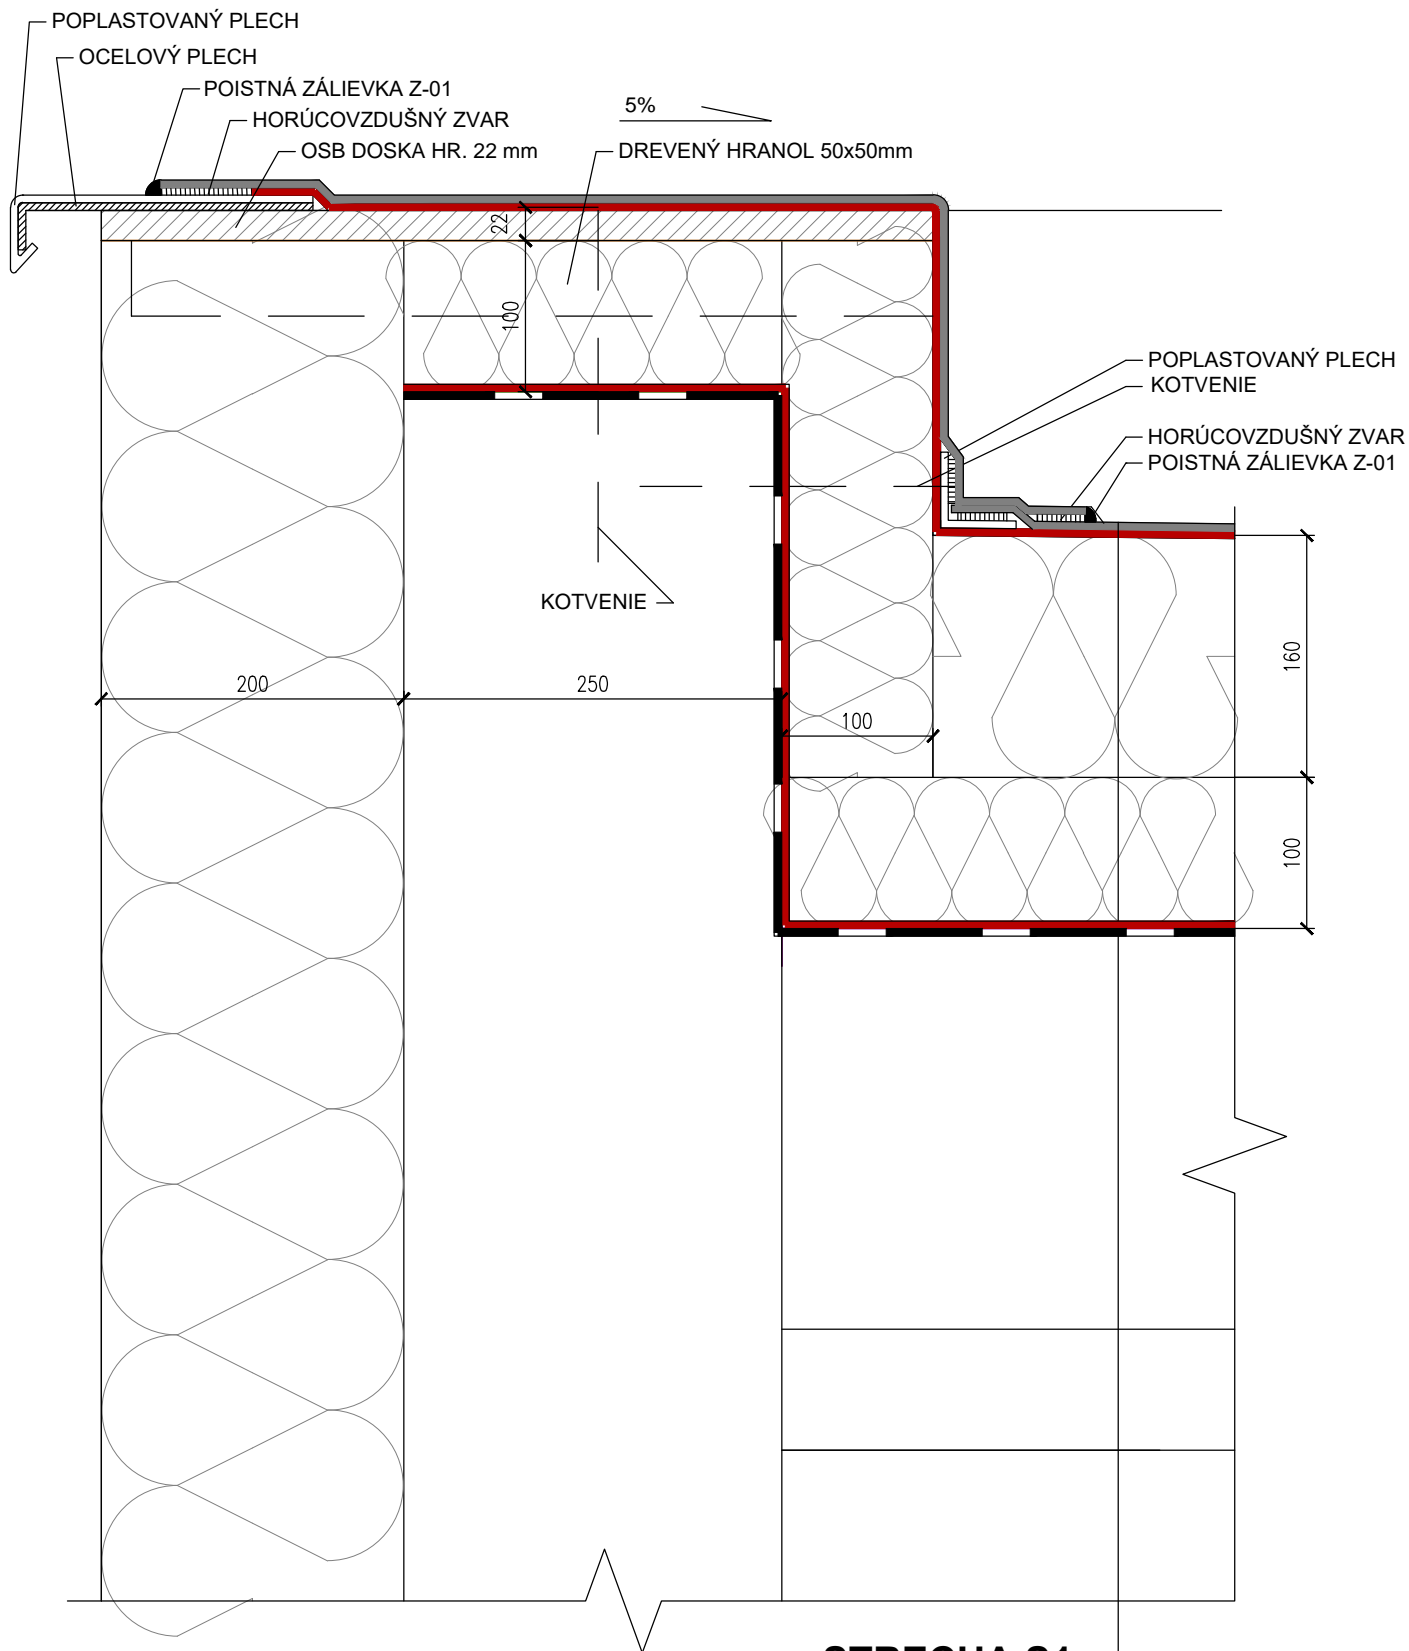 POPLASTOVANÝ PLECH
OCELOVÝ PLECH
POISTNÁ ZÁLIEVKA Z-01
HORÚCOVZDUŠNÝ ZVAR
OSB DOSKA HR. 22 mm
5%
DREVENÝ HRANOL 50x50mm
22
100
POPLASTOVANÝ PLECH
KOTVENIE
HORÚCOVZDUŠNÝ ZVAR
POISTNÁ ZÁLIEVKA Z-01
KOTVENIE
200
250
100
160
100